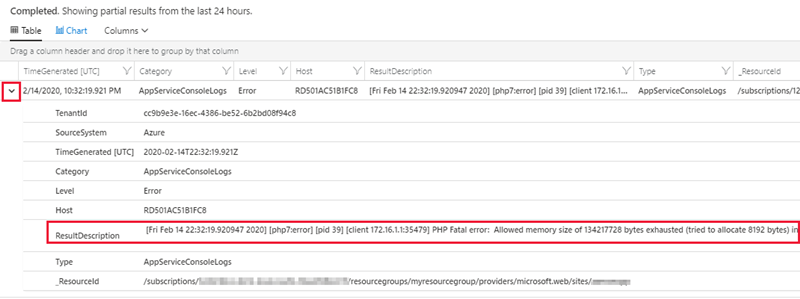 Completed. Showing partial results from the last 24 hours.
Table Chart Columns
Drag a column header and drop it here to group by that column
TimeGenerated [UTC] Category Level Host ResultDescription Type _ResourceId
2/14/2020, 10:32:19.921 PM AppServiceConsoleLogs Error RD501AC51B1FC8 [Fri Feb 14 22:32:19.920947 2020] [php7:error] [pid 39] [client 172.16.1.... AppServiceConsoleLogs /subscriptions/12
TenantId cc9b9e3e-16ec-4386-be52-6b2bd08f94c8
SourceSystem Azure
TimeGenerated [UTC] 2020-02-14T22:32:19.921Z
Category AppServiceConsoleLogs
Level Error
Host RD501AC51B1FC8
ResultDescription [Fri Feb 14 22:32:19.920947 2020] [php7:error] [pid 39] [client 172.16.1.1:35479] PHP Fatal error: Allowed memory size of 134217728 bytes exhausted (tried to allocate 8192 bytes) in
Type AppServiceConsoleLogs
_ResourceId /subscriptions/ /resourcegroups/myresourcegroup/providers/microsoft.web/sites/